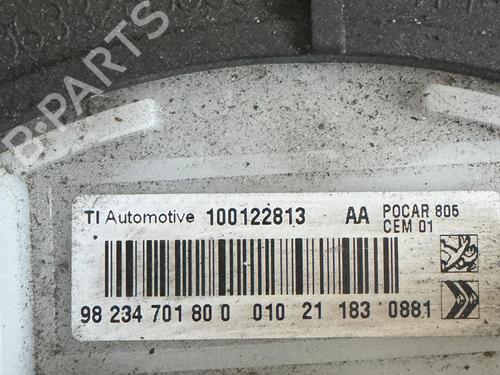 B-PARTS
TI Automotive 100122813 AA POCAR 805
CEM 01
98 234 701 80 0 010 21 183 0881